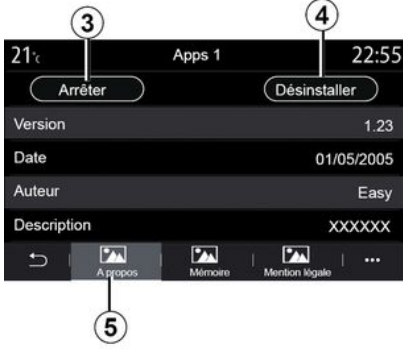 3 4
21°c Apps 1 22:55
Arrêter Désinstaller
Version 1.23
Date 01/05/2005
Auteur Easy
Description XXXXXX
A propos Mémoire Mention légale ...
5